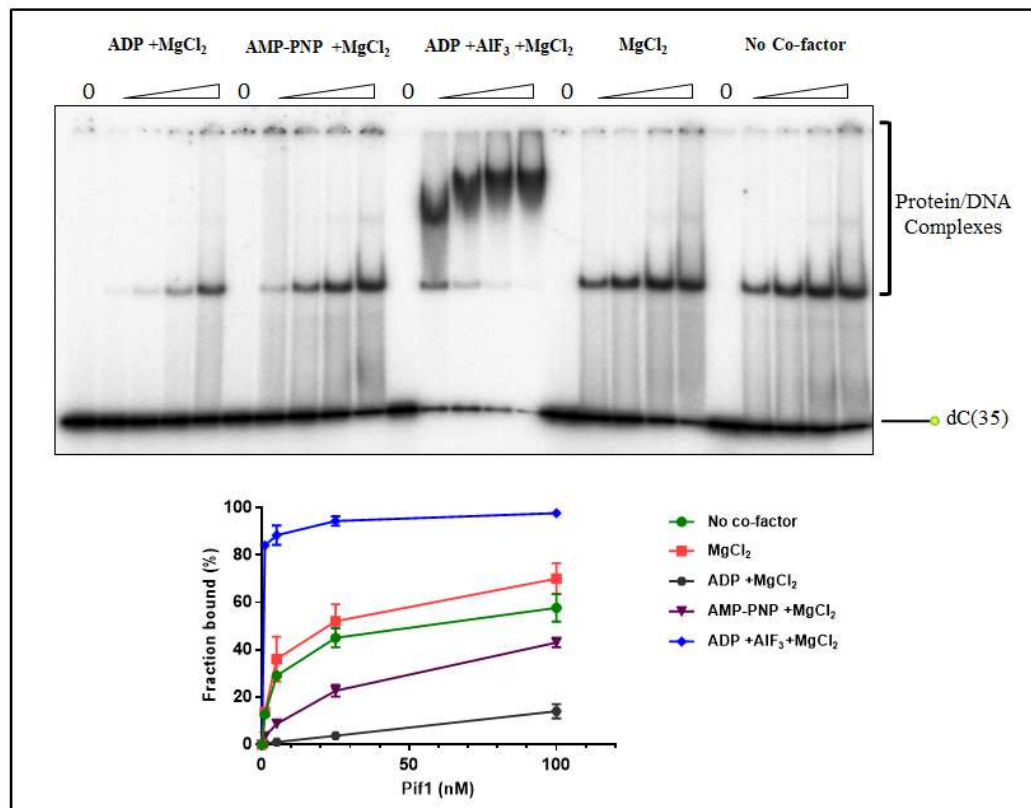 ADP +MgCl₂ AMP-PNP +MgCl₂ ADP +AlF₃ +MgCl₂ MgCl₂ No Co-factor
0 0 0 0 0
Protein/DNA
Complexes
dC(35)
100
80
60
40
20
0
Fraction bound (%)
0 50 100
Pif1 (nM)
No co-factor
MgCl₂
ADP +MgCl₂
AMP-PNP +MgCl₂
ADP +AlF₃+MgCl₂